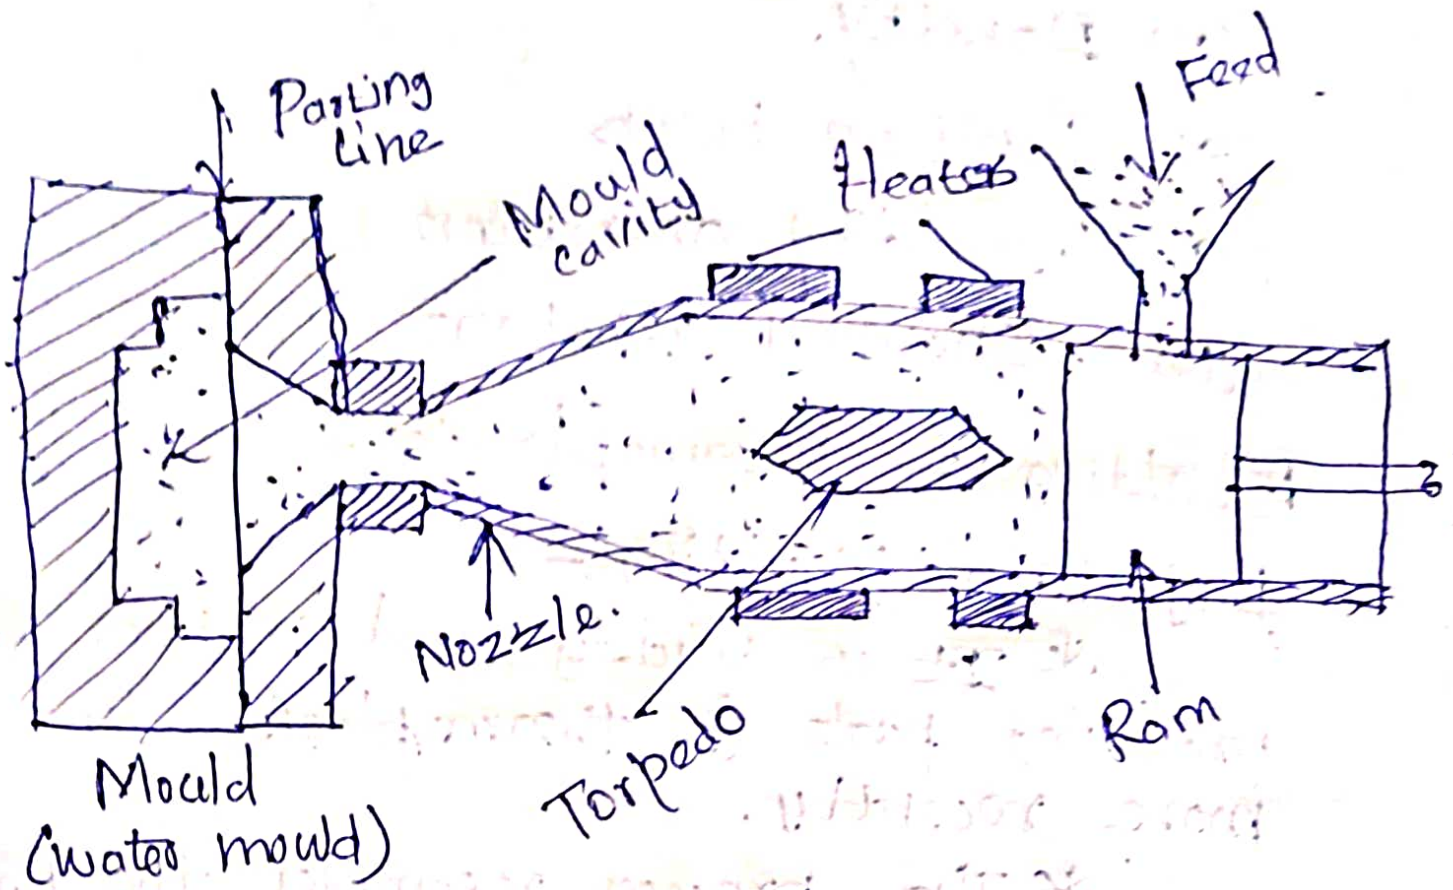 Parting
line
Mould
cavity
Heaters
Feed
Nozzle.
Torpedo
Ram
Mould
(water mould)